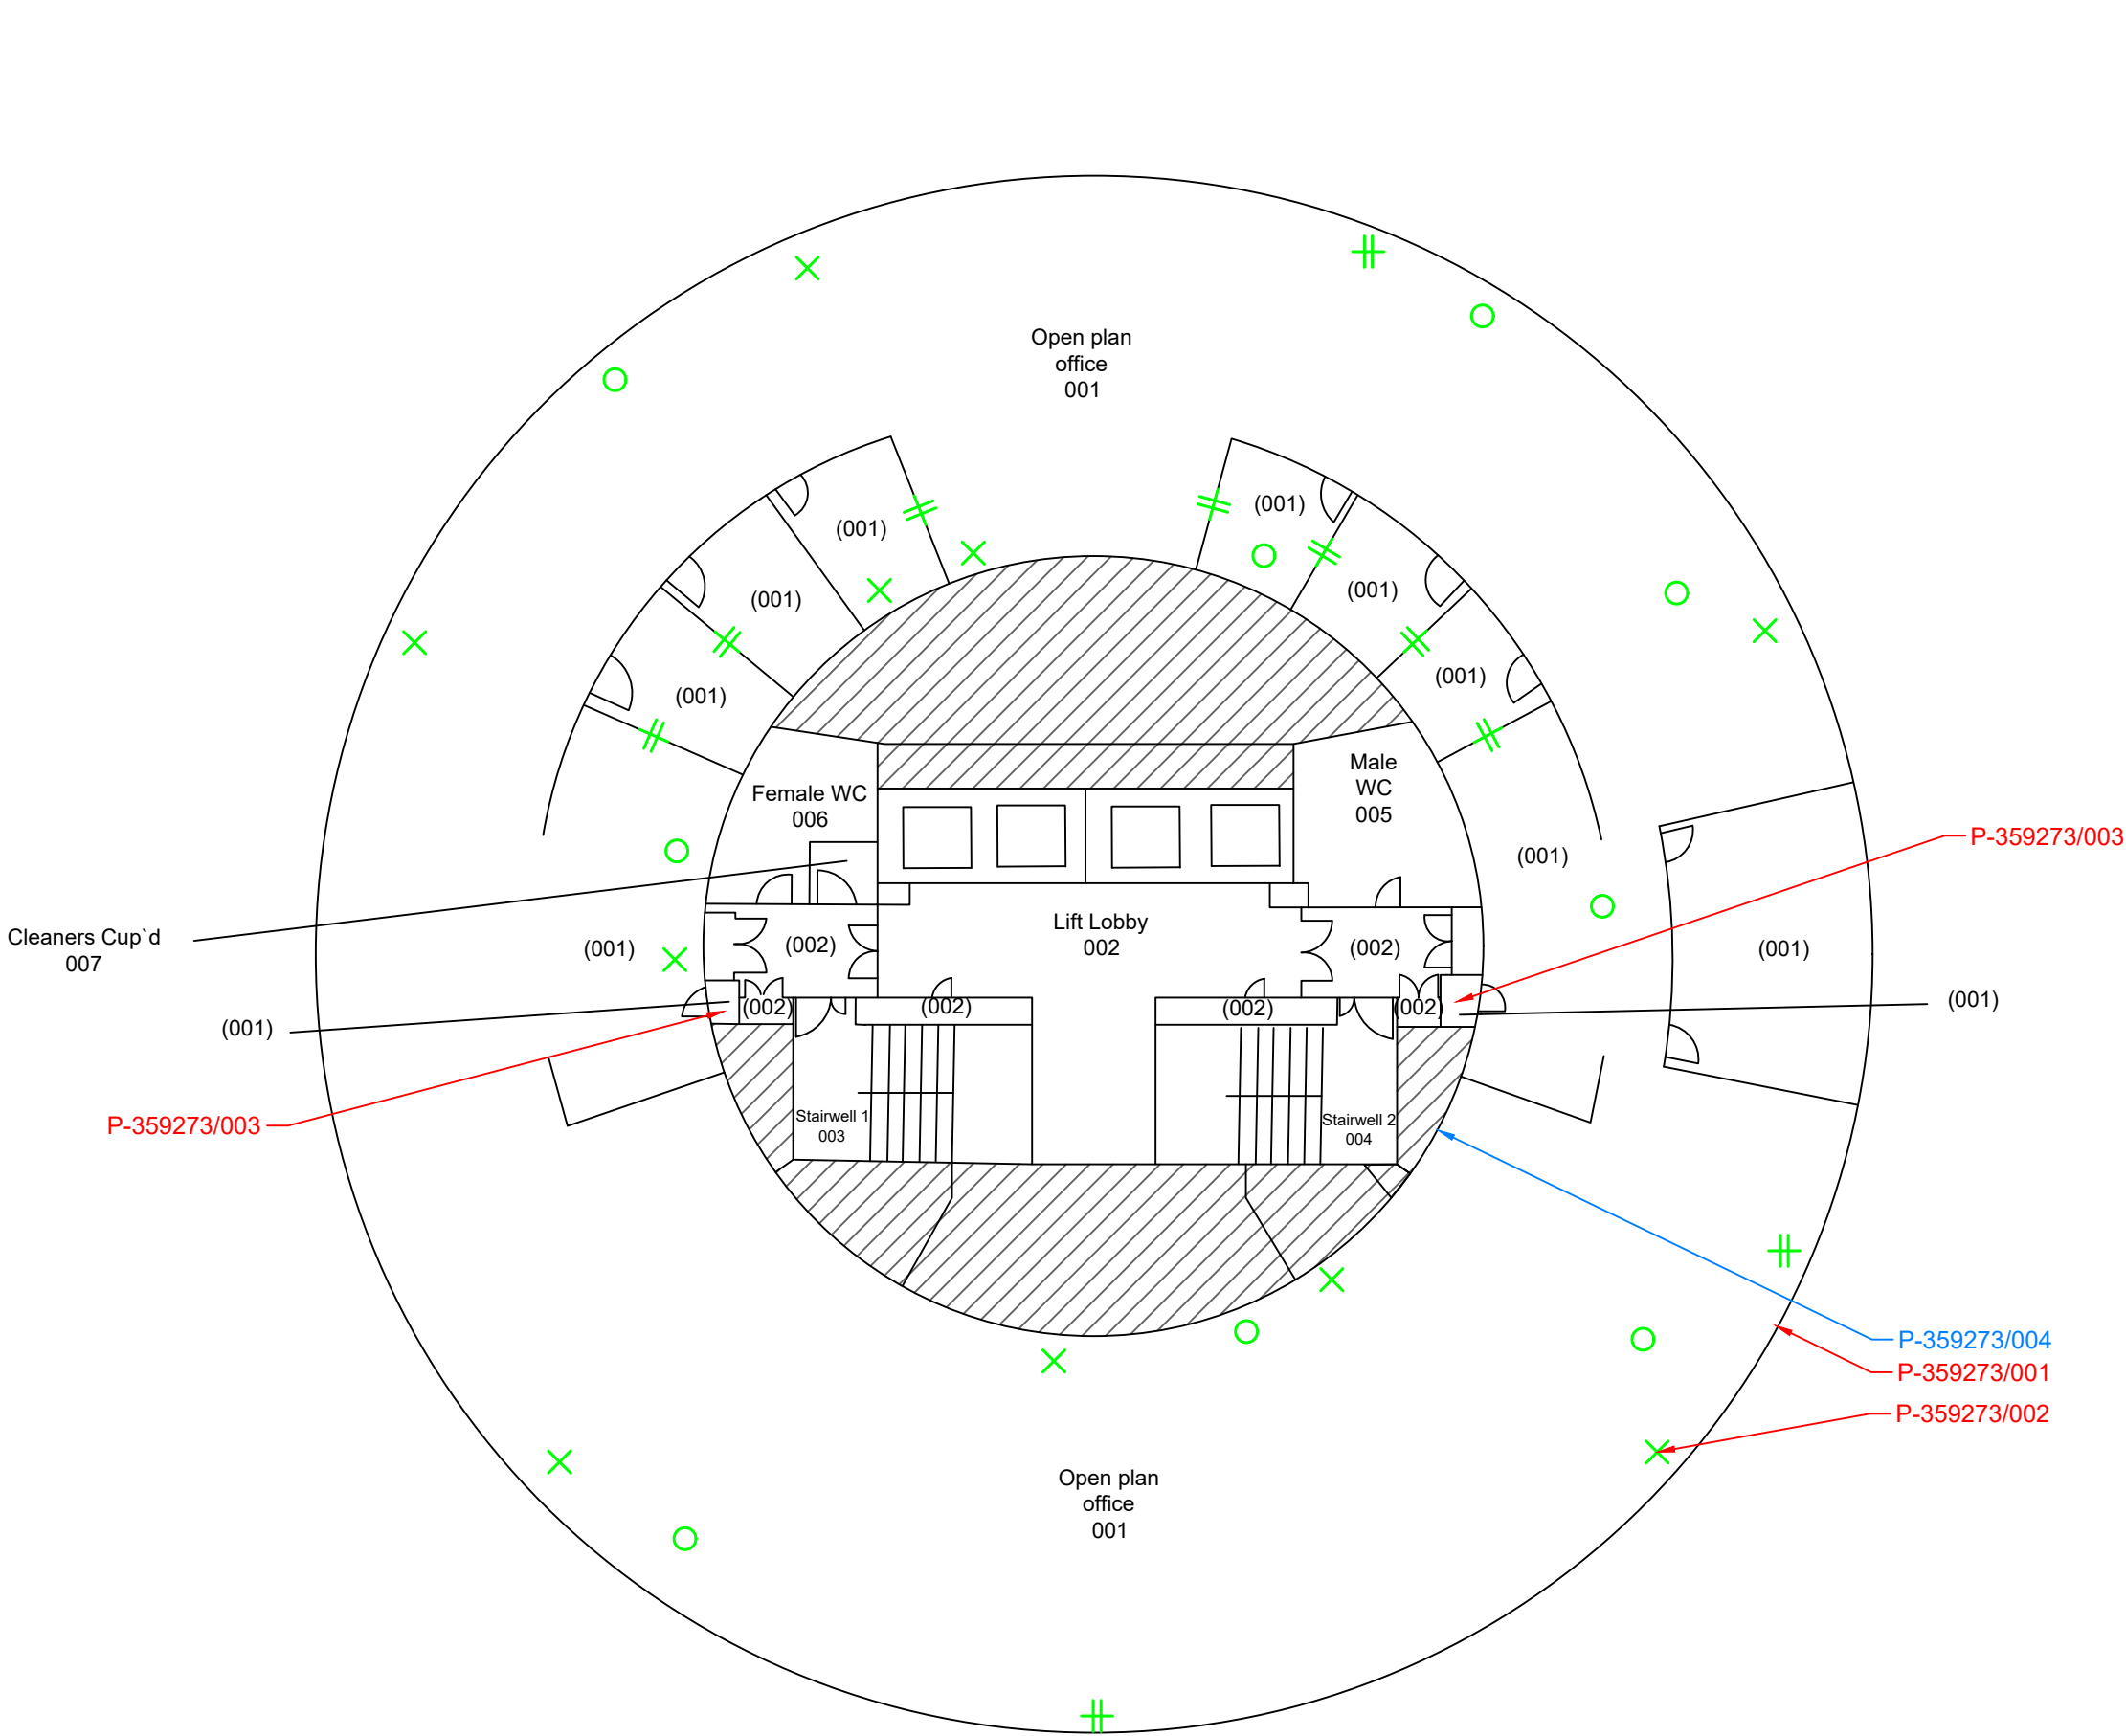 Open plan
office
001
(001)
(001)
(001)
(001)
(001)
(001)
Female WC
006
Male
WC
005
P-359273/003
(001)
Cleaners Cup`d
007
(001)
(002)
Lift Lobby
002
(002)
(001)
(001)
(001)
(002)
(002)
(002)
(002)
P-359273/003
Stairwell 1
003
Stairwell 2
004
P-359273/004
P-359273/001
P-359273/002
Open plan
office
001